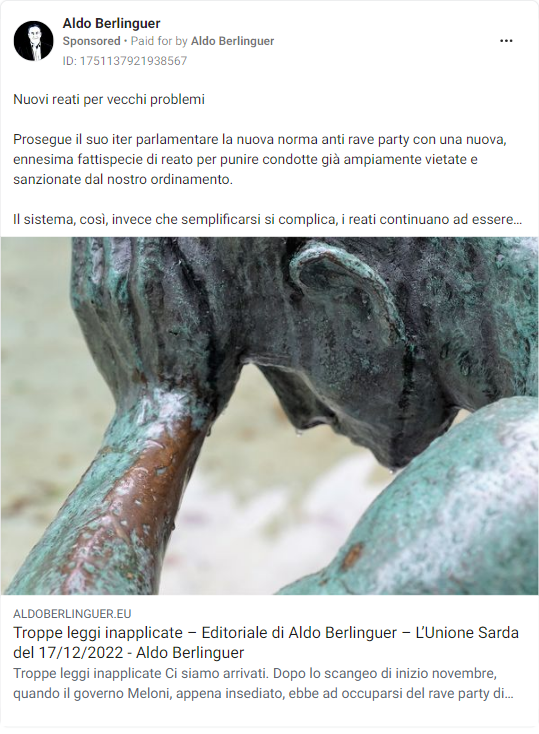 Aldo Berlinguer
Sponsored • Paid for by Aldo Berlinguer
ID: 1751137921938567
Nuovi reati per vecchi problemi
Prosegue il suo iter parlamentare la nuova norma anti rave party con una nuova,
ennesima fattispecie di reato per punire condotte già ampiamente vietate e
sanzionate dal nostro ordinamento.
Il sistema, così, invece che semplificarsi si complica, i reati continuano ad essere...
ALDOBERLINGUER.EU
Troppe leggi inapplicate – Editoriale di Aldo Berlinguer – L'Unione Sarda
del 17/12/2022 - Aldo Berlinguer
Troppe leggi inapplicate Ci siamo arrivati. Dopo lo scangeo di inizio novembre,
quando il governo Meloni, appena insediato, ebbe ad occuparsi del rave party di...